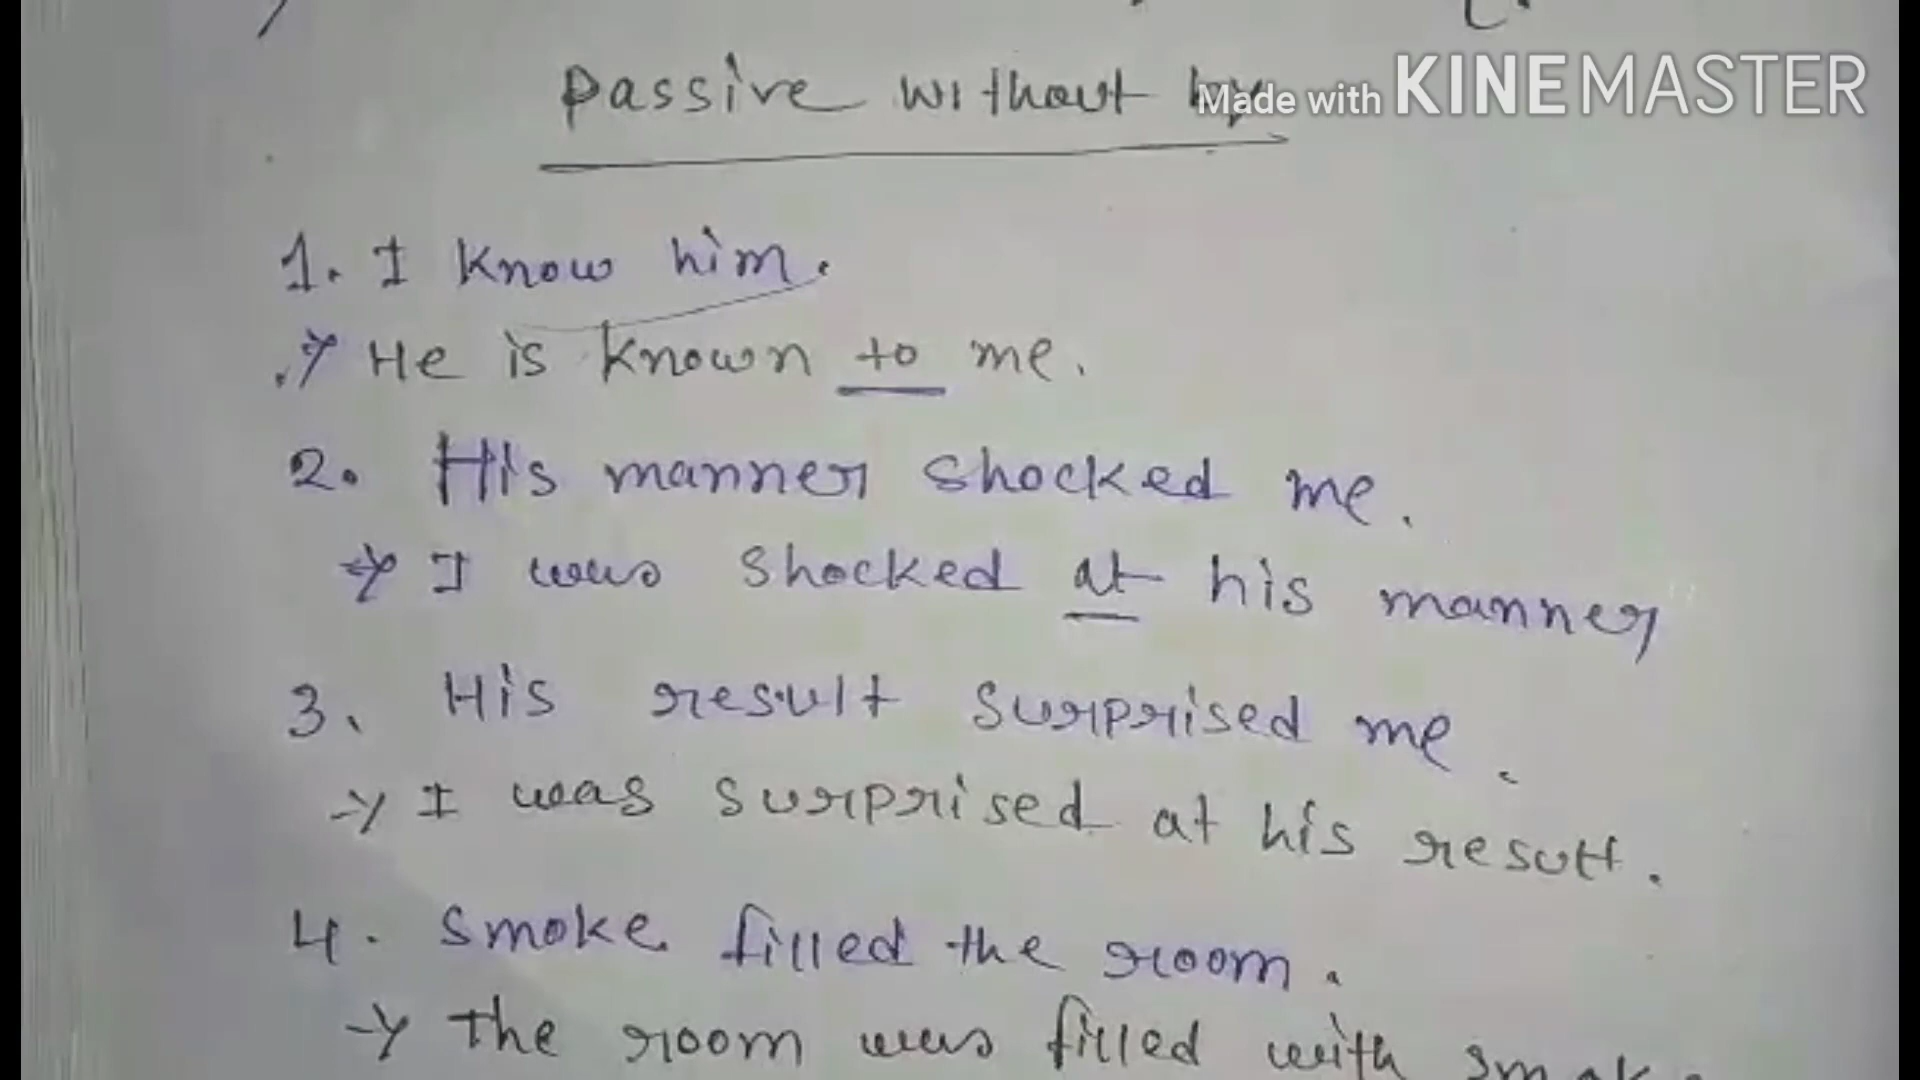 Passive without by
Made with KINEMASTER
1. I know him.
→ He is known to me.
2. His manner shocked me.
→ I was shocked at his manner
3. His result surprised me.
→ I was surprised at his result.
4. Smoke filled the room.
→ The room was filled with